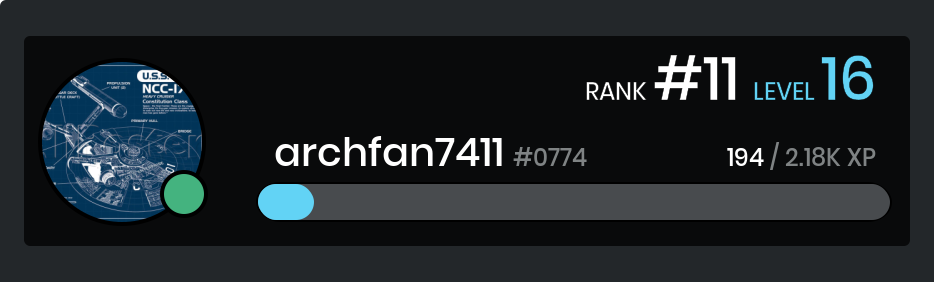 U.S.S.
NCC-17
HEAVY CRUISER
Constitution Class
PROPULSION
UNIT (2)
PRIMARY HULL
BRIDGE
RANK #11 LEVEL 16
archfan7411 #0774
194 / 2.18K XP